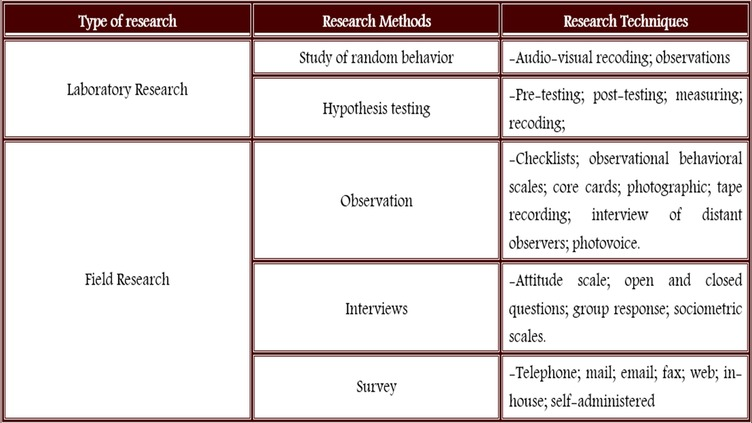 Type of research
Research Methods
Research Techniques
Laboratory Research
Study of random behavior
-Audio-visual recoding; observations
Hypothesis testing
-Pre-testing; post-testing; measuring;
recoding;
Field Research
Observation
-Checklists; observational behavioral
scales; core cards; photographic; tape
recording; interview of distant
observers; photovoice.
Interviews
-Attitude scale; open and closed
questions; group response; sociometric
scales.
Survey
-Telephone; mail; email; fax; web; in-
house; self-administered